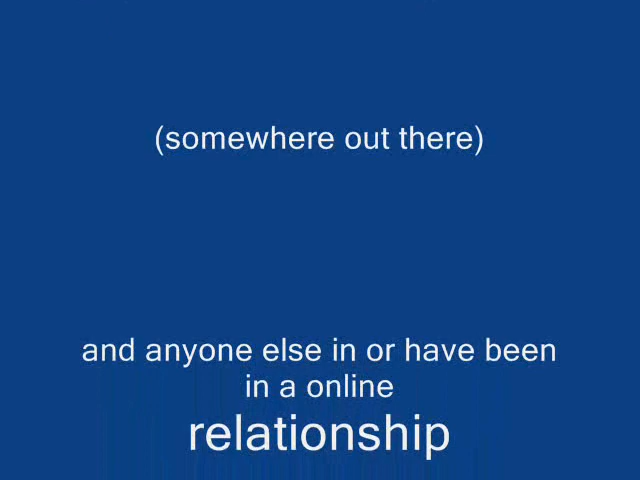 (somewhere out there)
and anyone else in or have been
in a online
relationship